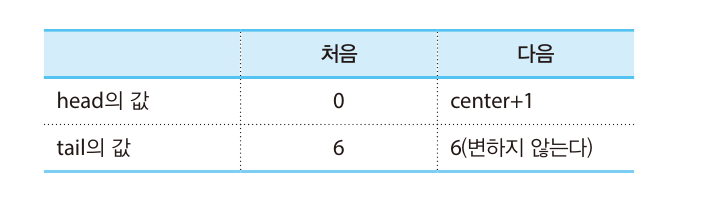 처음 다음
head의 값 0 center+1
tail의 값 6 6(변하지 않는다)